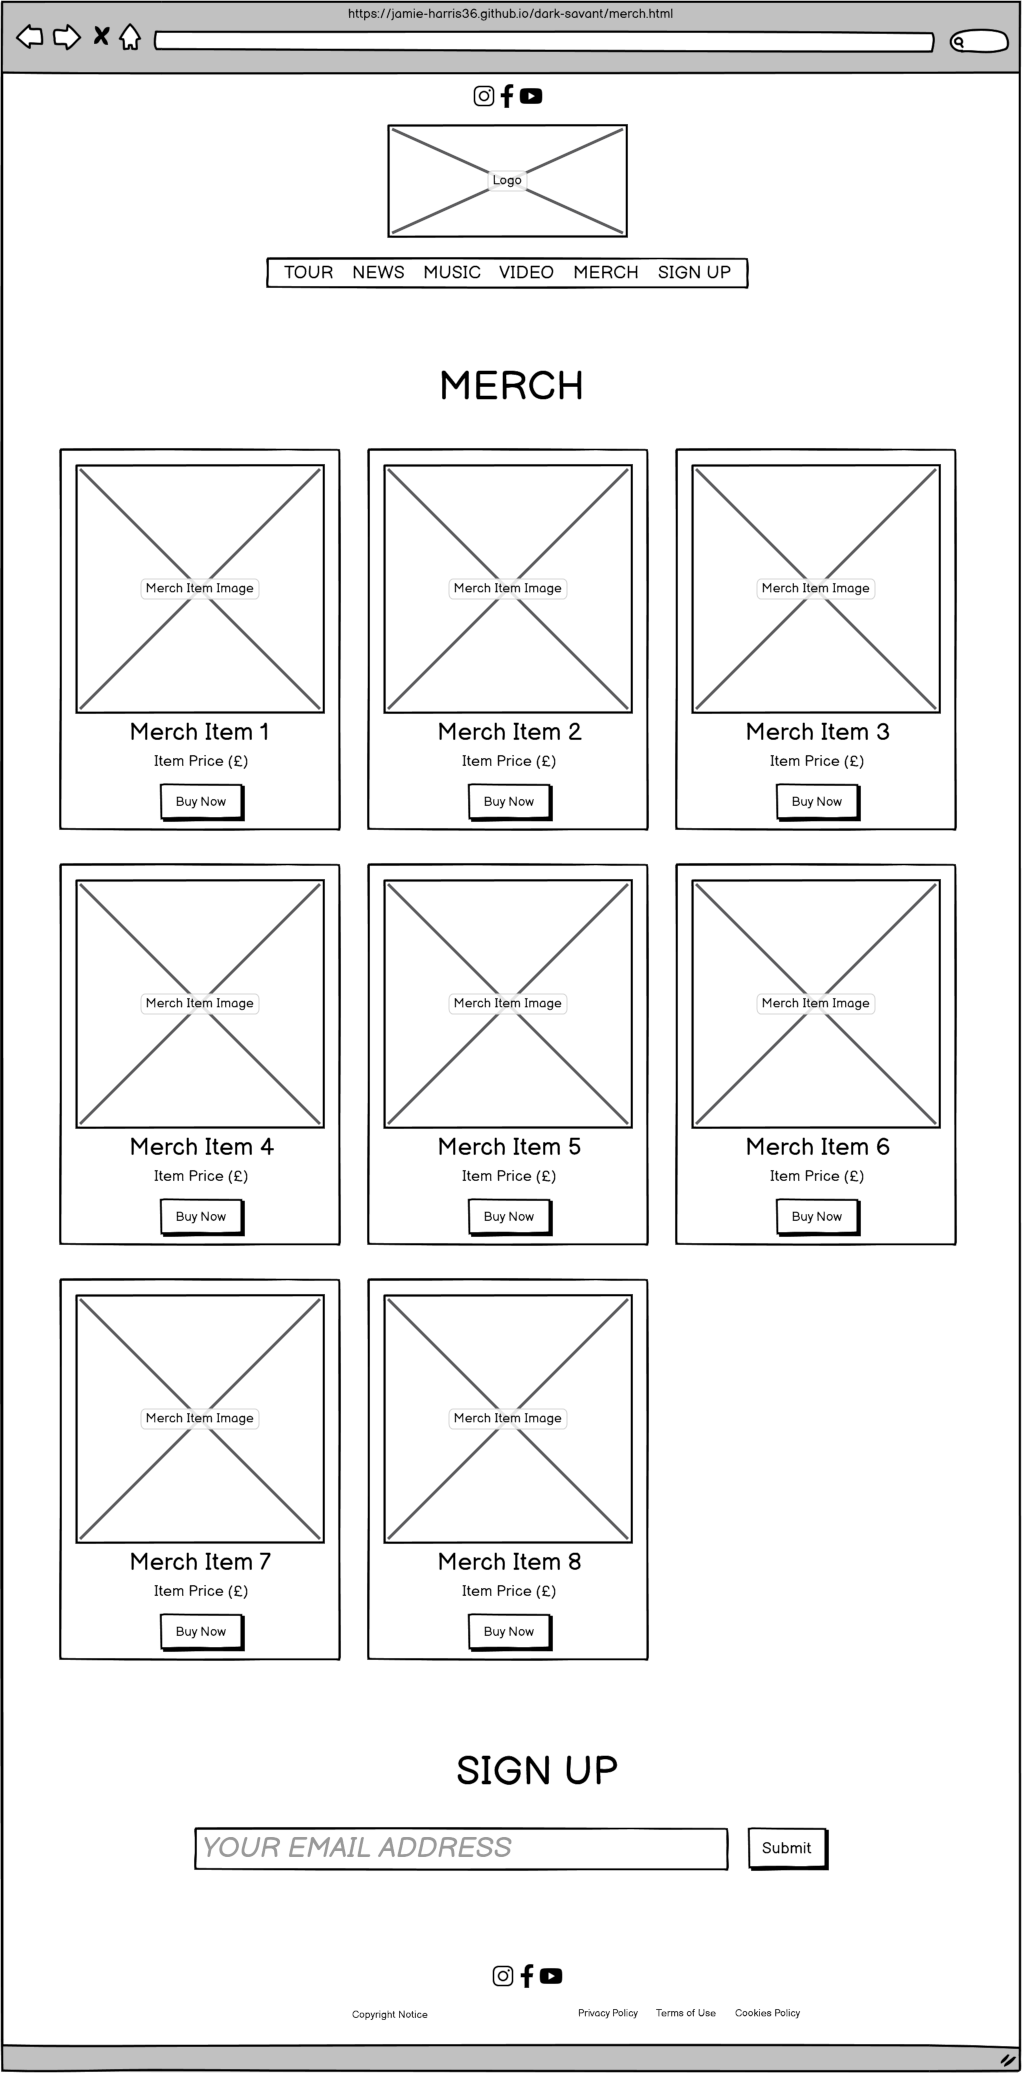 https://jamie-harris36.github.io/dark-savant/merch.html
Logo
TOUR NEWS MUSIC VIDEO MERCH SIGN UP
MERCH
Merch Item Image Merch Item Image Merch Item Image
Merch Item 1 Merch Item 2 Merch Item 3
Item Price (£) Item Price (£) Item Price (£)
Buy Now Buy Now Buy Now
Merch Item Image Merch Item Image Merch Item Image
Merch Item 4 Merch Item 5 Merch Item 6
Item Price (£) Item Price (£) Item Price (£)
Buy Now Buy Now Buy Now
Merch Item Image Merch Item Image
Merch Item 7 Merch Item 8
Item Price (£) Item Price (£)
Buy Now Buy Now
SIGN UP
YOUR EMAIL ADDRESS Submit
Copyright Notice Privacy Policy Terms of Use Cookies Policy